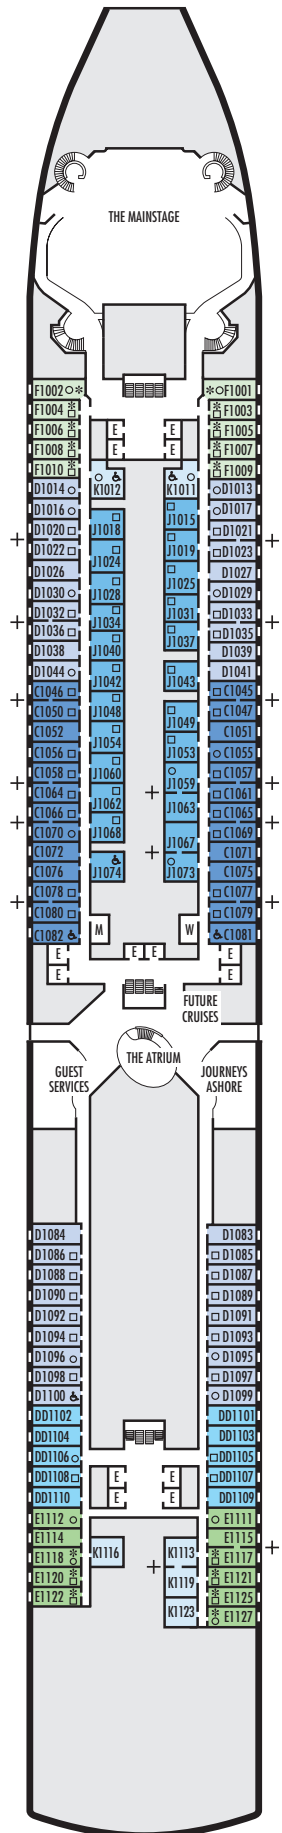 THE MAINSTAGE
F1002
F1001
F1004
F1003
F1006
E
E
F1005
F1008
E
E
F1007
F1010
F1009
K1012
K1011
D1014
D1013
D1016
J1015
D1017
D1020
J1018
D1021
D1022
J1019
D1023
D1026
J1024
J1025
D1027
D1030
J1028
D1029
D1032
J1034
J1031
D1033
D1036
J1037
D1035
D1038
J1040
D1039
D1044
J1042
J1043
D1041
C1046
C1045
C1050
J1048
J1049
C1047
C1052
C1051
C1056
J1054
J1053
C1055
C1058
J1060
J1059
C1057
C1064
J1062
J1063
C1061
C1066
C1065
C1070
J1068
C1069
C1072
J1067
C1071
C1076
J1074
J1073
C1075
C1078
C1077
C1080
C1079
C1082
M
W
C1081
E
E
E
E
E
E
FUTURE
CRUISES
THE ATRIUM
GUEST
SERVICES
JOURNEYS
ASHORE
D1084
D1083
D1086
D1085
D1088
D1087
D1090
D1089
D1092
D1091
D1094
D1093
D1096
D1095
D1098
D1097
D1100
D1099
DD1102
DD1101
DD1104
DD1103
DD1106
DD1105
DD1108
E
E
DD1107
DD1110
E
E
DD1109
E1112
E1111
E1114
E1115
E1118
K1116
K1113
E1117
E1120
K1119
E1121
E1122
E1125
K1123
E1127